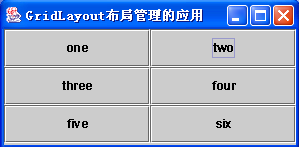 GridLayout布局管理的应用
one two
three four
five six